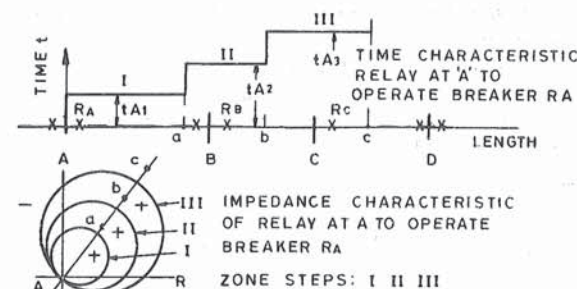 III
II
I
TIME t
tA1
tA2
tA3
TIME CHARACTERISTIC
RELAY AT 'A' TO
OPERATE BREAKER RA
X X X X X X X
RA a RB b RC c
A B C D LENGTH
c
b
a
III
II
I
IMPEDANCE CHARACTERISTIC
OF RELAY AT A TO OPERATE
BREAKER RA
A
A R
ZONE STEPS: I II III